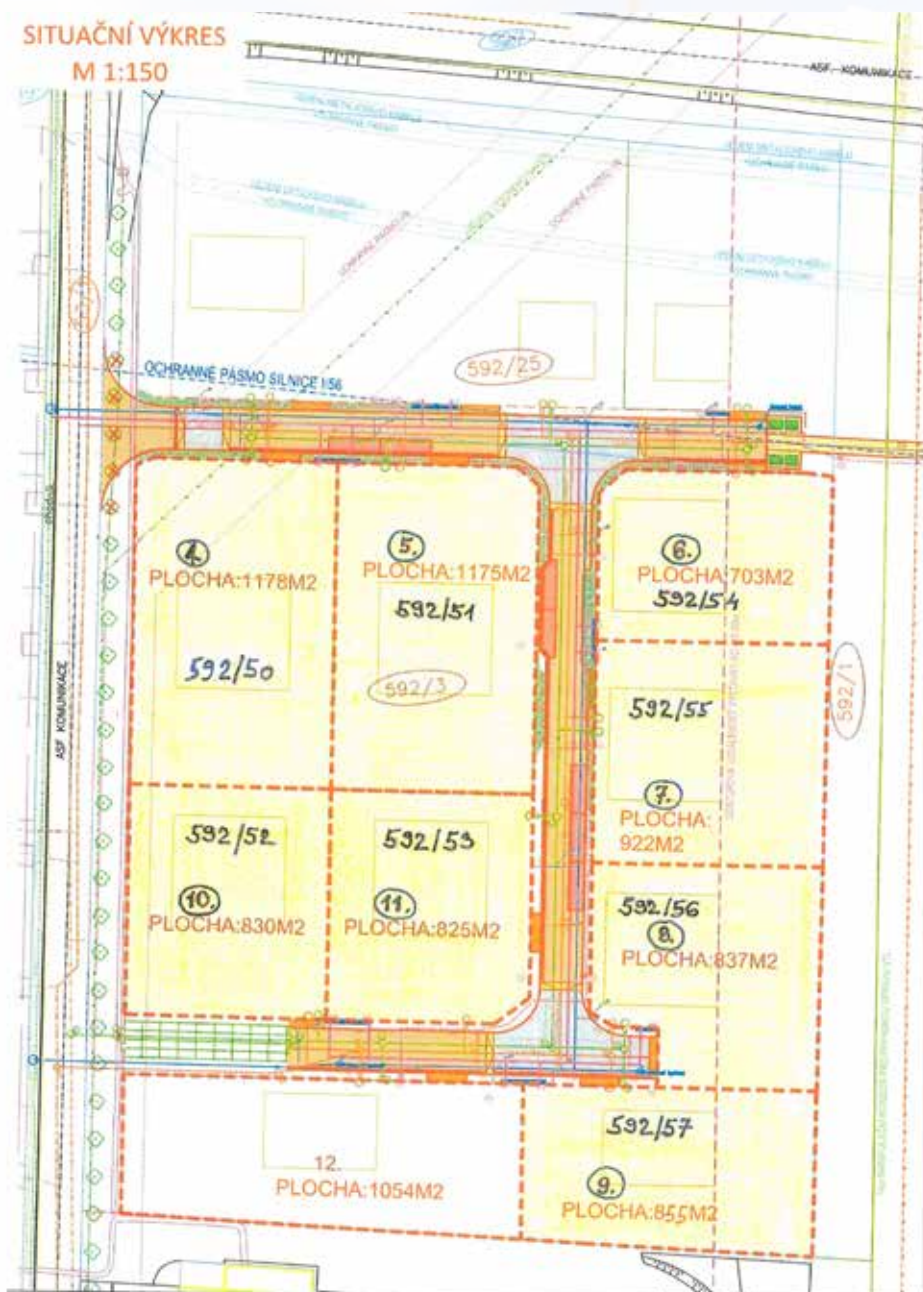 SITUAČNÍ VÝKRES
M 1:150
ASF. KOMUNIKACE
OCHRANNÉ PÁSMO SILNICE I/56
592/25
4.
PLOCHA:1178M2
592/50
5.
PLOCHA:1175M2
592/51
592/3
6.
PLOCHA:703M2
592/54
592/1
592/55
7.
PLOCHA:
922M2
ASF. KOMUNIKACE
592/52
10.
PLOCHA:830M2
592/53
11.
PLOCHA:825M2
592/56
8.
PLOCHA:837M2
592/57
9.
PLOCHA:855M2
12.
PLOCHA:1054M2